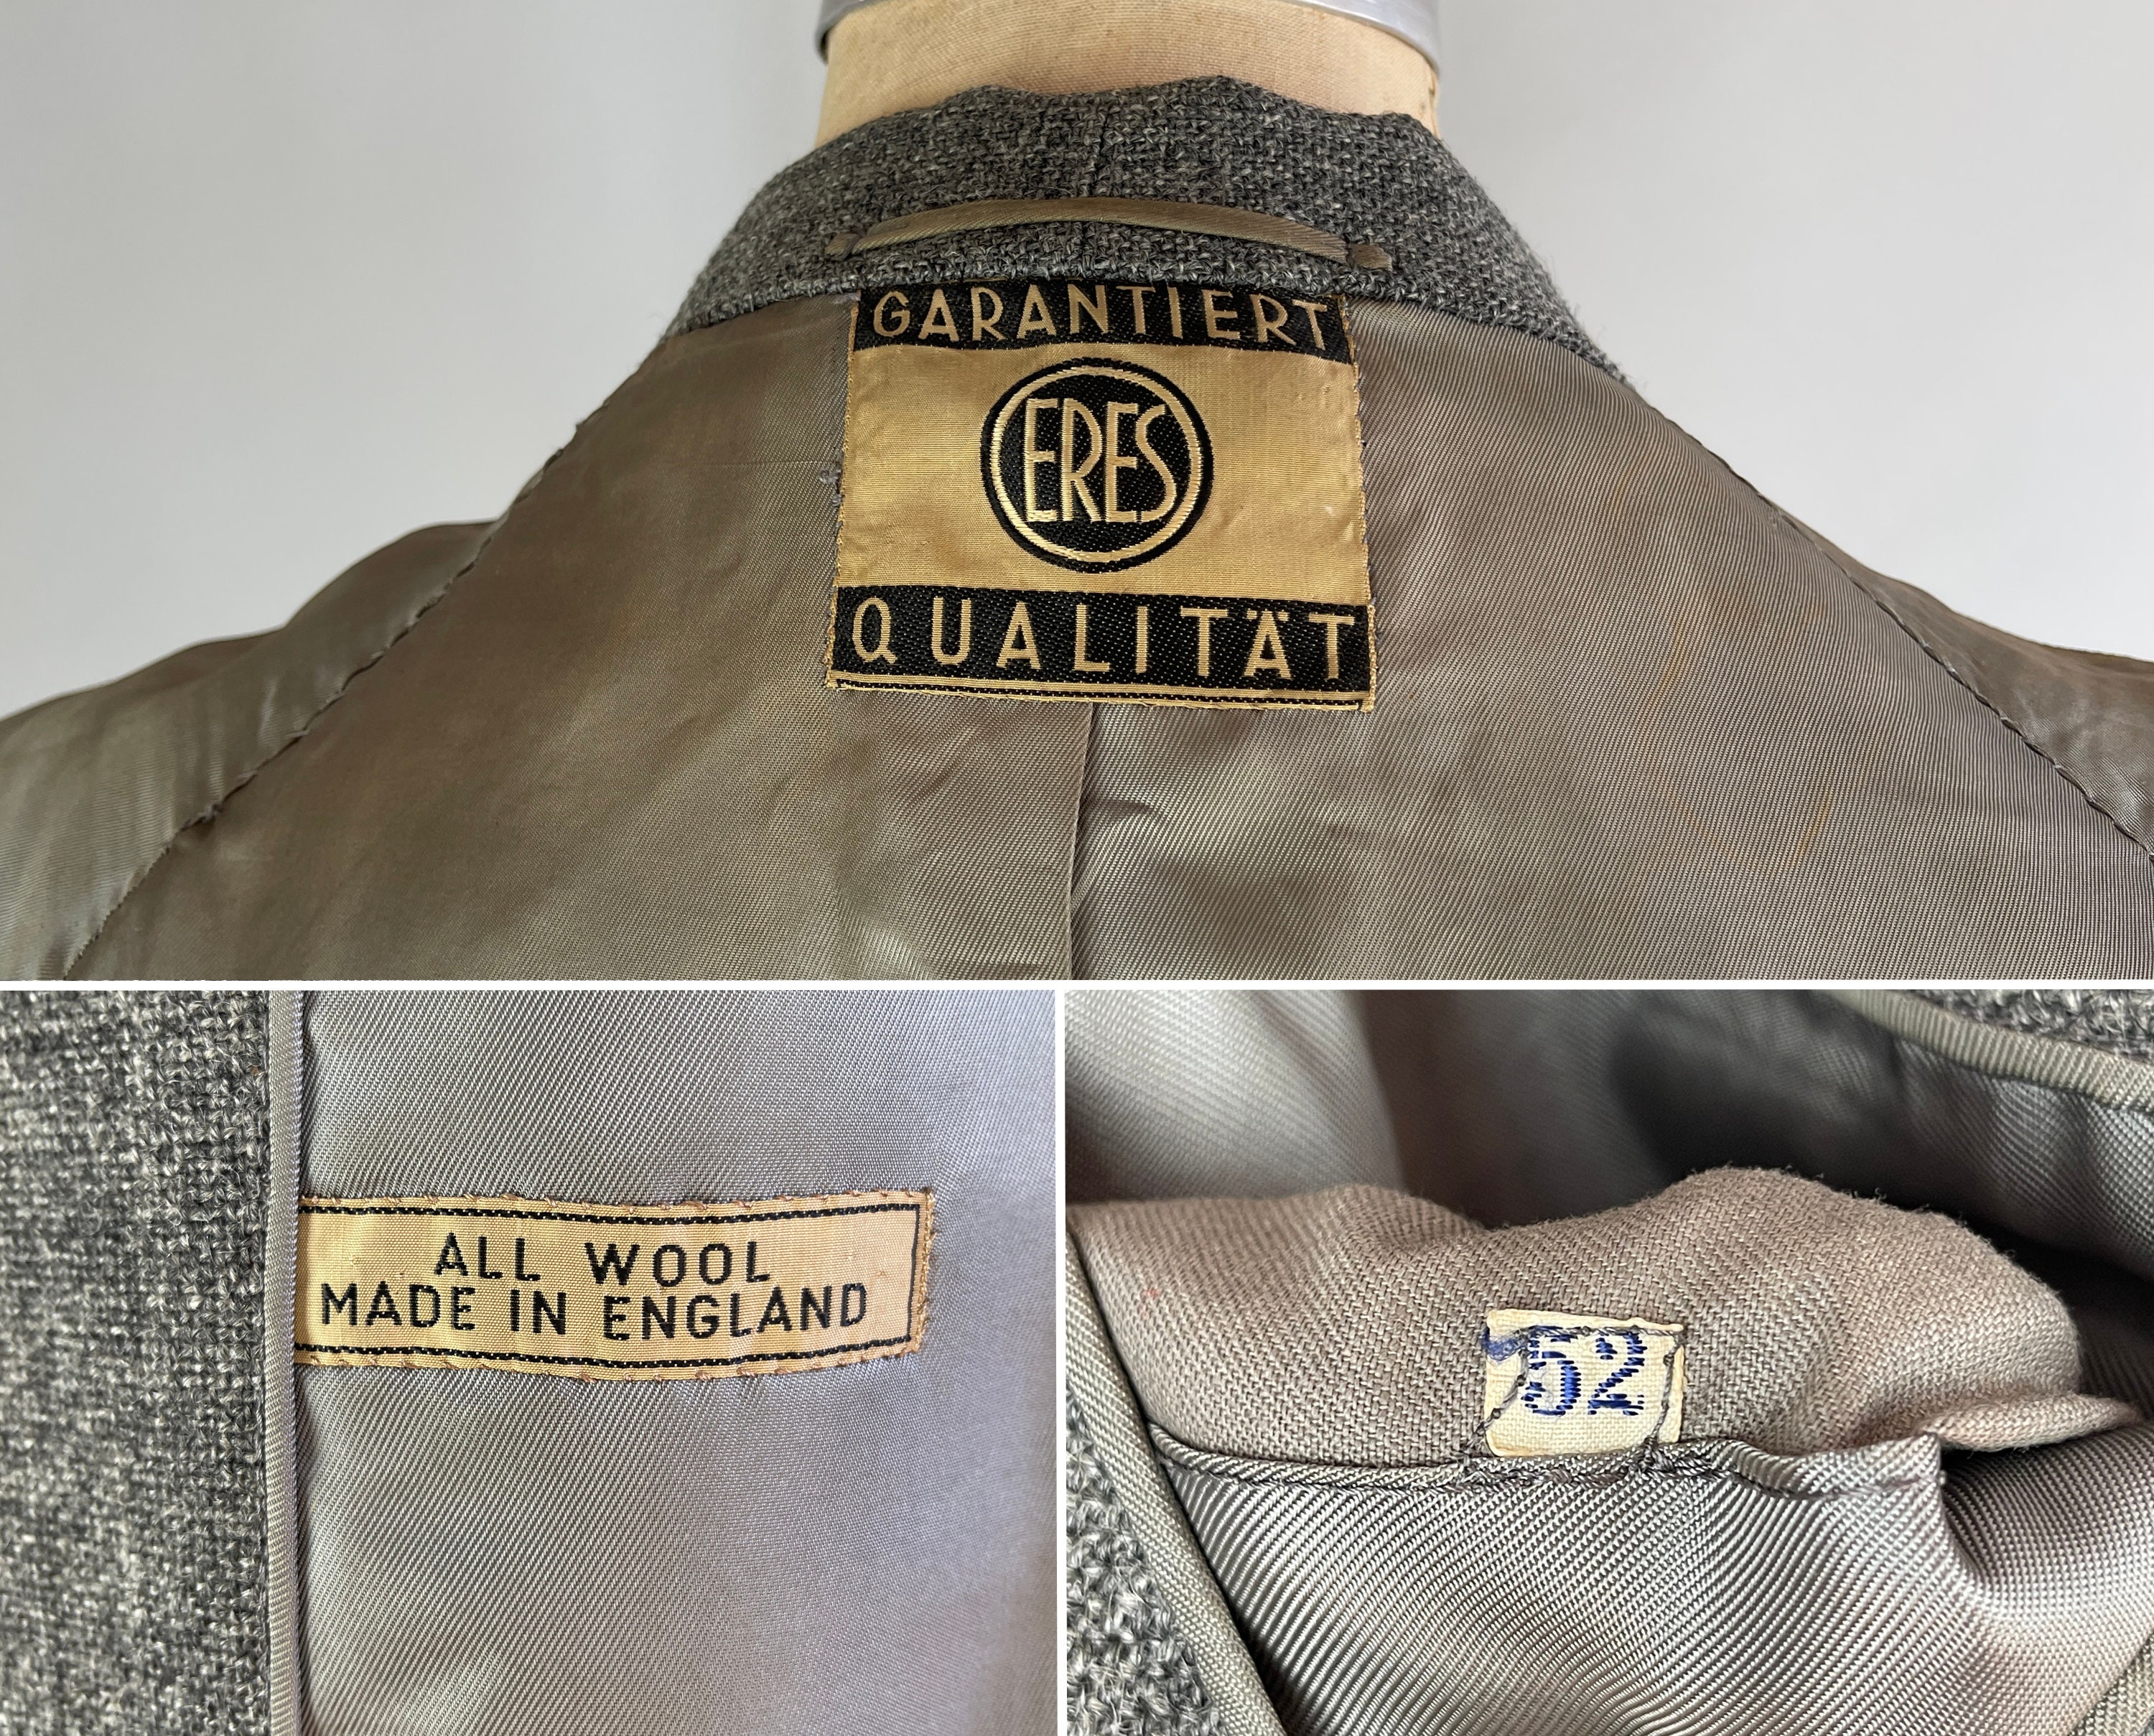 GARANTIERT
ERES
QUALITÄT
ALL WOOL
MADE IN ENGLAND
52